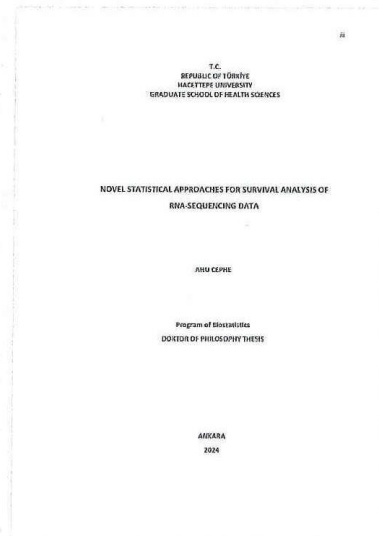 T.C.
REPUBLIC OF TÜRKİYE
HACETTEPE UNIVERSITY
GRADUATE SCHOOL OF HEALTH SCIENCES
NOVEL STATISTICAL APPROACHES FOR SURVIVAL ANALYSIS OF
RNA-SEQUENCING DATA
AHU CEPHE
Program of Biostatistics
DOKTOR OF PHILOSOPHY THESIS
ANKARA
2024